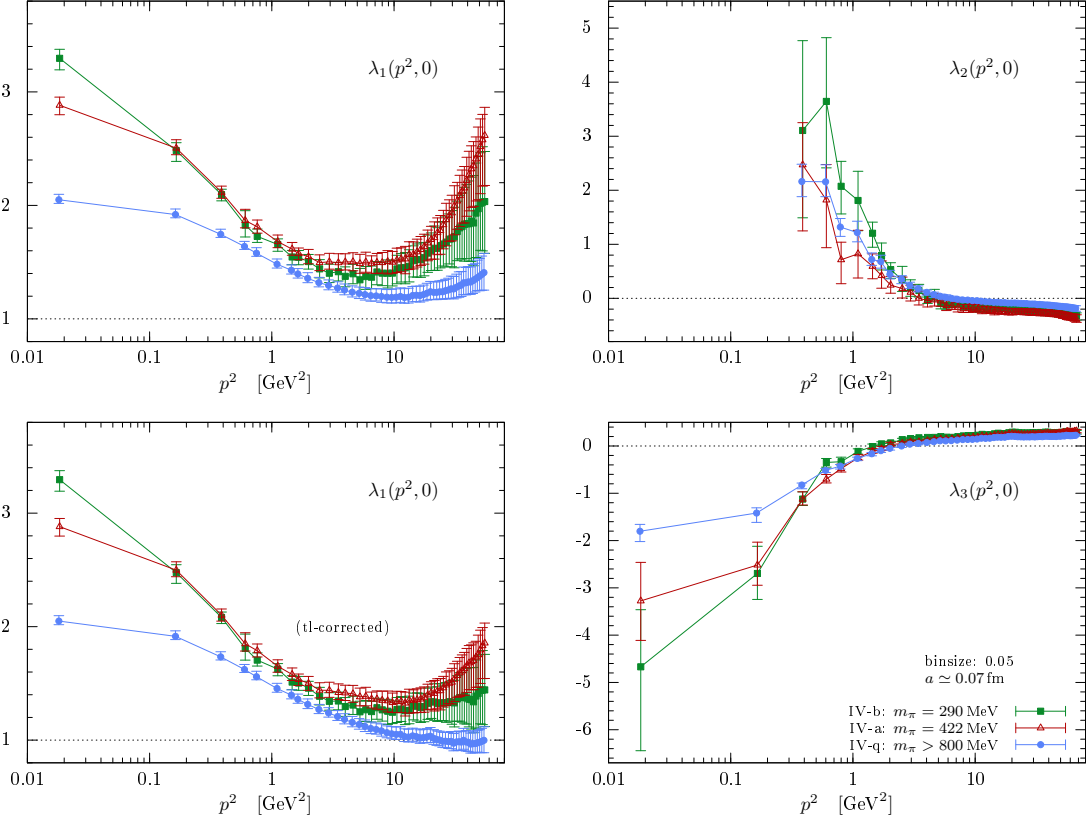 λ₁(p², 0)
3
2
1
0.01 0.1 1 10
p² [GeV²]
λ₂(p², 0)
5
4
3
2
1
0
0.01 0.1 1 10
p² [GeV²]
λ₁(p², 0)
3
2
1
(tl-corrected)
0.01 0.1 1 10
p² [GeV²]
λ₃(p², 0)
0
-1
-2
-3
-4
-5
-6
binsize: 0.05
a ≃ 0.07 fm
IV-b: mπ = 290 MeV
IV-a: mπ = 422 MeV
IV-q: mπ > 800 MeV
0.01 0.1 1 10
p² [GeV²]